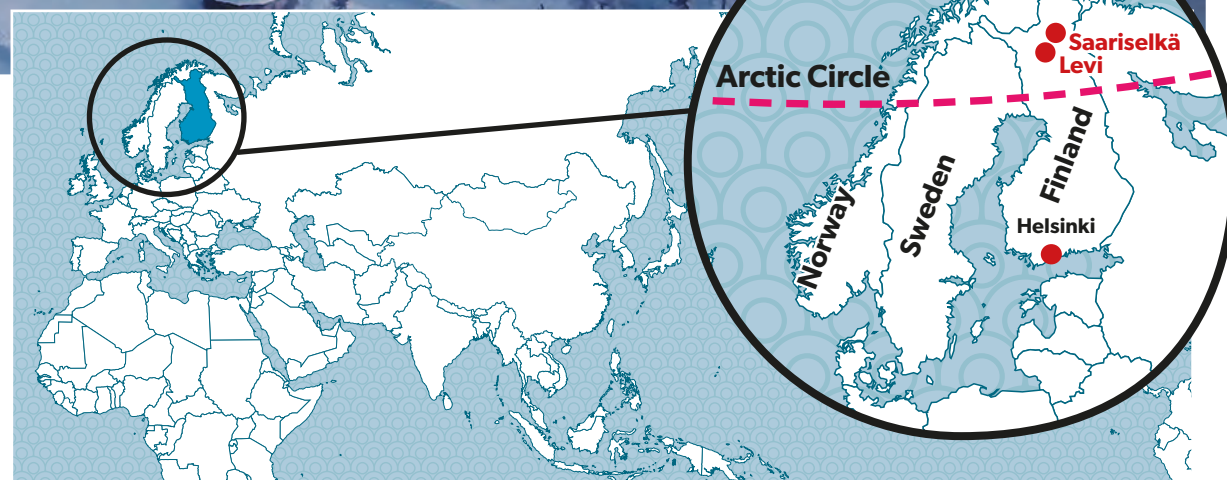 Saariselkä
Levi
Arctic Circle
Finland
Sweden
Norway
Helsinki